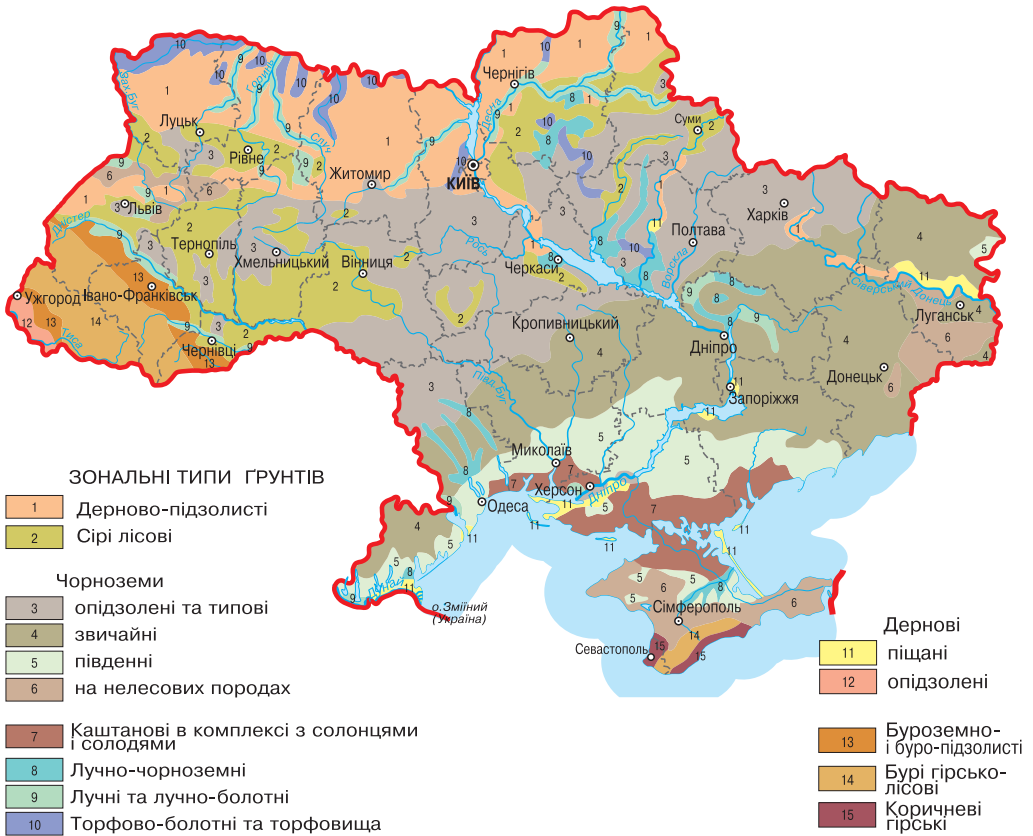 Зах.Буг
Горинь
Случ
Десна
Чернігів
Суми
Луцьк
Рівне
Житомир
КИЇВ
Львів
Дністер
Тернопіль
Хмельницький
Вінниця
Рось
Черкаси
Полтава
Ворскла
Харків
Сіверський Донець
Луганськ
Ужгород
Івано-Франківськ
Тиса
Чернівці
Кропивницький
Дніпро
Донецьк
Запоріжжя
Півд.Буг
Миколаїв
Херсон
Дніпро
Одеса
Дунай
о.Зміїний
(Україна)
Сімферополь
Севастополь
ЗОНАЛЬНІ ТИПИ ҐРУНТІВ
1 Дерново-підзолисті
2 Сірі лісові
Чорноземи
3 опідзолені та типові
4 звичайні
5 південні
6 на нелесових породах
7 Каштанові в комплексі з солонцями
і солодями
8 Лучно-чорноземні
9 Лучні та лучно-болотні
10 Торфово-болотні та торфовища
Дернові
11 піщані
12 опідзолені
13 Буроземно-
і буро-підзолисті
14 Бурі гірсько-
лісові
15 Коричневі
гірські